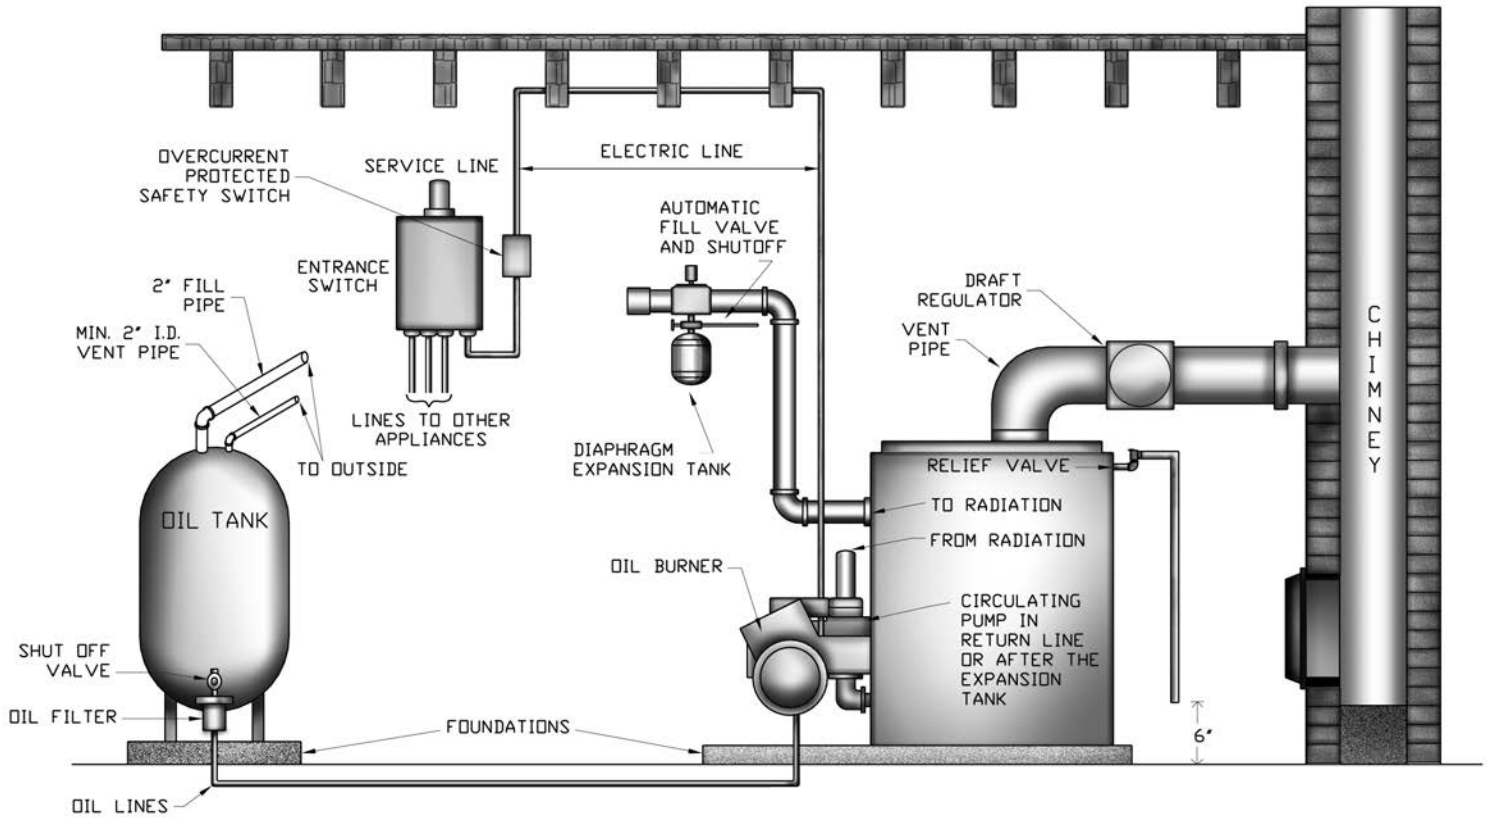 OVERCURRENT
PROTECTED
SAFETY SWITCH
SERVICE LINE
ELECTRIC LINE
AUTOMATIC
FILL VALVE
AND SHUTOFF
ENTRANCE
SWITCH
2" FILL
PIPE
MIN. 2" I.D.
VENT PIPE
DRAFT
REGULATOR
VENT
PIPE
CHIMNEY
LINES TO OTHER
APPLIANCES
TO OUTSIDE
DIAPHRAGM
EXPANSION TANK
RELIEF VALVE
OIL TANK
TO RADIATION
FROM RADIATION
OIL BURNER
CIRCULATING
PUMP IN
RETURN LINE
OR AFTER THE
EXPANSION
TANK
SHUT OFF
VALVE
OIL FILTER
FOUNDATIONS
6"
OIL LINES